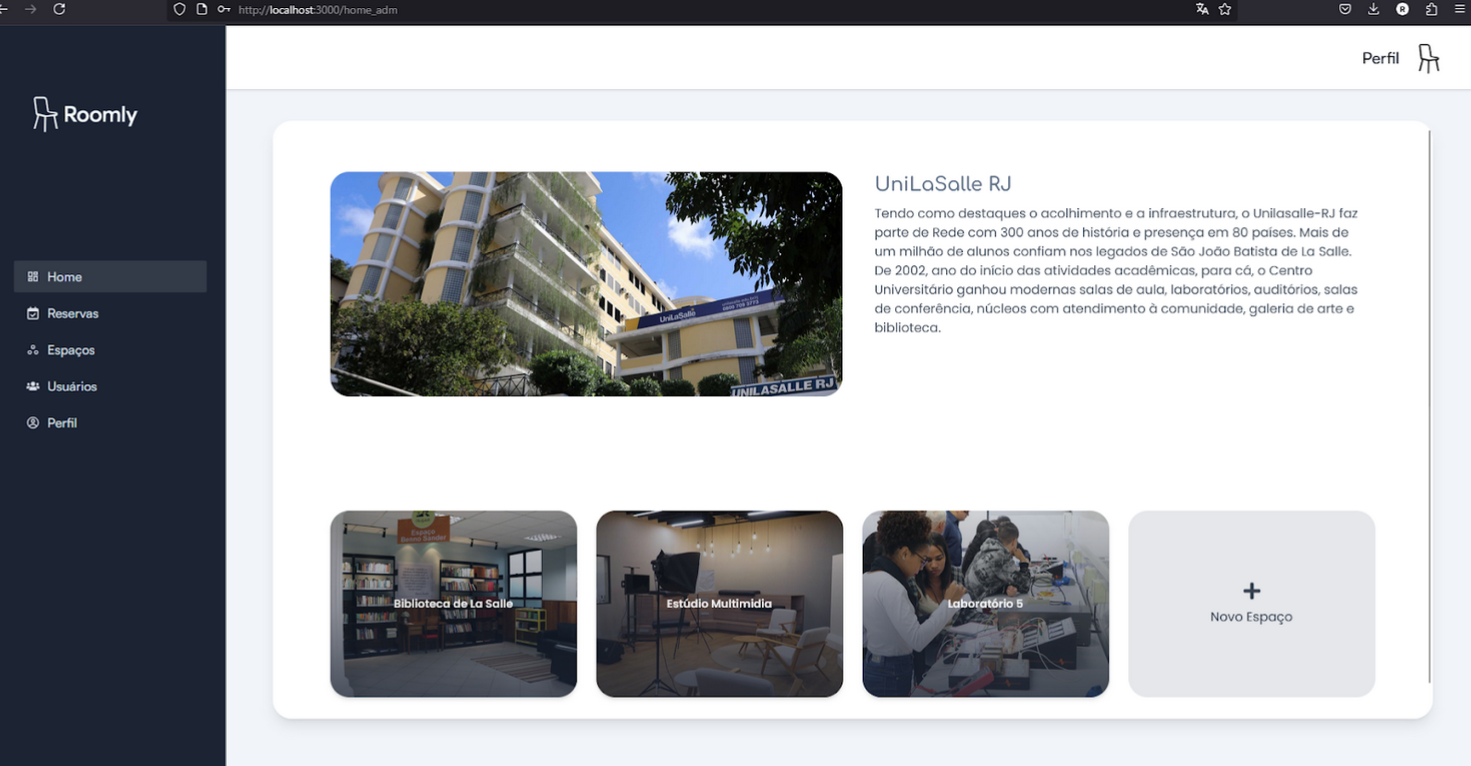 http://localhost:3000/home_adm
Perfil
Roomly
Home
Reservas
Espaços
Usuários
Perfil
UniLaSalle
UNILASALLE RJ
UniLaSalle RJ
Tendo como destaques o acolhimento e a infraestrutura, o Unilasalle-RJ faz
parte de Rede com 300 anos de história e presença em 80 países. Mais de
um milhão de alunos confiam nos legados de São João Batista de La Salle.
De 2002, ano do início das atividades acadêmicas, para cá, o Centro
Universitário ganhou modernas salas de aula, laboratórios, auditórios, salas
de conferência, núcleos com atendimento à comunidade, galeria de arte e
biblioteca.
Espaço
Benno Sander
Biblioteca de La Salle
Estúdio Multimidia
Laboratório 5
Novo Espaço